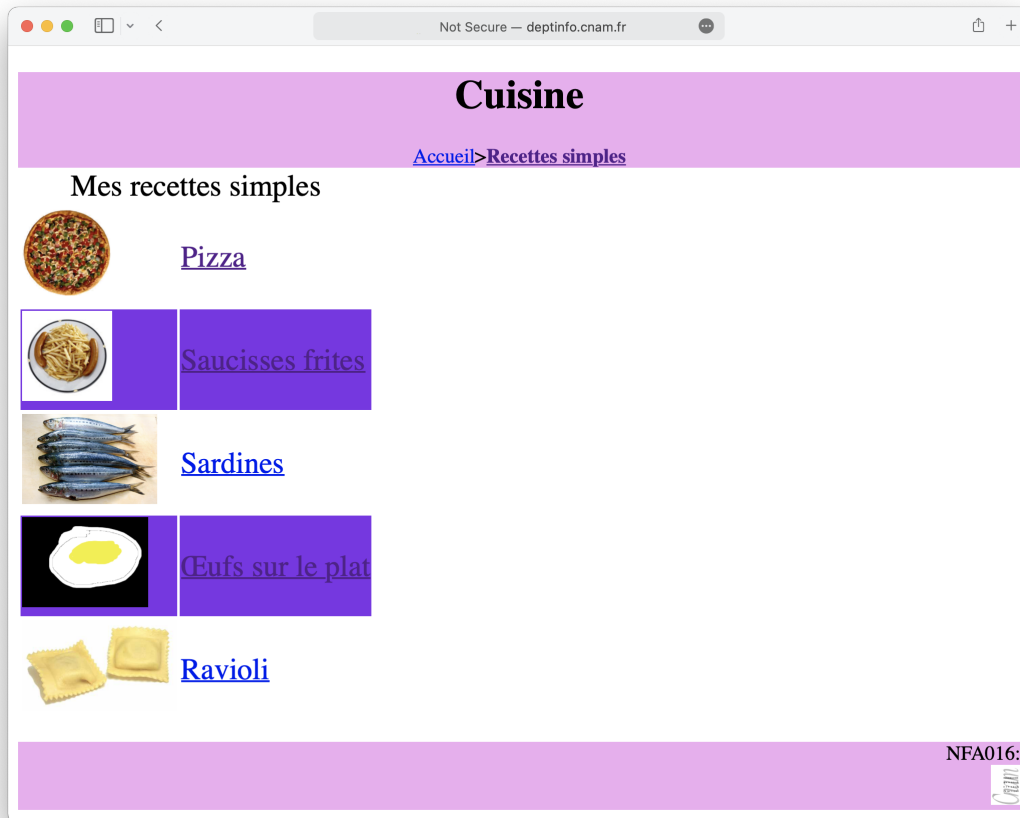 Not Secure — deptinfo.cnam.fr
Cuisine
Accueil>Recettes simples
Mes recettes simples
Pizza
Saucisses frites
Sardines
Œufs sur le plat
Ravioli
NFA016:
Cnam